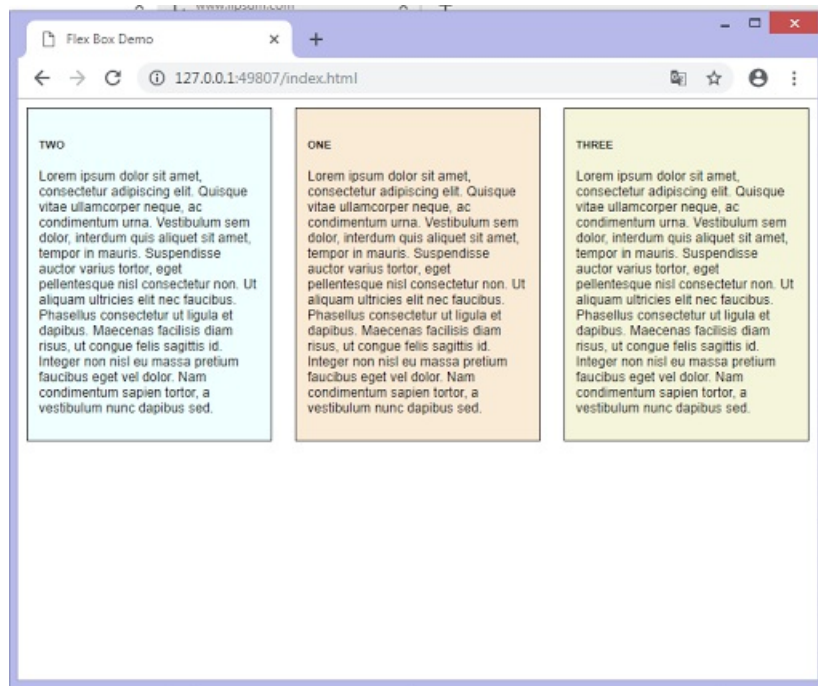 www.lipsum.com
Flex Box Demo
127.0.0.1:49807/index.html
TWO
Lorem ipsum dolor sit amet,
consectetur adipiscing elit. Quisque
vitae ullamcorper neque, ac
condimentum urna. Vestibulum sem
dolor, interdum quis aliquet sit amet,
tempor in mauris. Suspendisse
auctor varius tortor, eget
pellentesque nisl consectetur non. Ut
aliquam ultricies elit nec faucibus.
Phasellus consectetur ut ligula et
dapibus. Maecenas facilisis diam
risus, ut congue felis sagittis id.
Integer non nisl eu massa pretium
faucibus eget vel dolor. Nam
condimentum sapien tortor, a
vestibulum nunc dapibus sed.
ONE
Lorem ipsum dolor sit amet,
consectetur adipiscing elit. Quisque
vitae ullamcorper neque, ac
condimentum urna. Vestibulum sem
dolor, interdum quis aliquet sit amet,
tempor in mauris. Suspendisse
auctor varius tortor, eget
pellentesque nisl consectetur non. Ut
aliquam ultricies elit nec faucibus.
Phasellus consectetur ut ligula et
dapibus. Maecenas facilisis diam
risus, ut congue felis sagittis id.
Integer non nisl eu massa pretium
faucibus eget vel dolor. Nam
condimentum sapien tortor, a
vestibulum nunc dapibus sed.
THREE
Lorem ipsum dolor sit amet,
consectetur adipiscing elit. Quisque
vitae ullamcorper neque, ac
condimentum urna. Vestibulum sem
dolor, interdum quis aliquet sit amet,
tempor in mauris. Suspendisse
auctor varius tortor, eget
pellentesque nisl consectetur non. Ut
aliquam ultricies elit nec faucibus.
Phasellus consectetur ut ligula et
dapibus. Maecenas facilisis diam
risus, ut congue felis sagittis id.
Integer non nisl eu massa pretium
faucibus eget vel dolor. Nam
condimentum sapien tortor, a
vestibulum nunc dapibus sed.